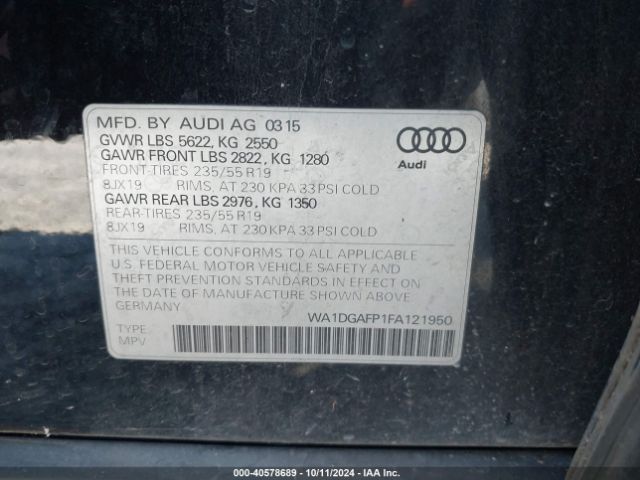 MFD. BY AUDI AG 03 15
GVWR LBS 5622, KG 2550
GAWR FRONT LBS 2822, KG 1280
FRONT-TIRES 235/55 R19
8JX19 RIMS, AT 230 KPA 33 PSI COLD
GAWR REAR LBS 2976, KG 1350
REAR-TIRES 235/55 R19
8JX19 RIMS, AT 230 KPA 33 PSI COLD
Audi
THIS VEHICLE CONFORMS TO ALL APPLICABLE
U.S. FEDERAL MOTOR VEHICLE SAFETY AND
THEFT PREVENTION STANDARDS IN EFFECT ON
THE DATE OF MANUFACTURE SHOWN ABOVE.
GERMANY
WA1DGAFP1FA121950
TYPE:
MPV
000-40578689 - 10/11/2024 - IAA Inc.